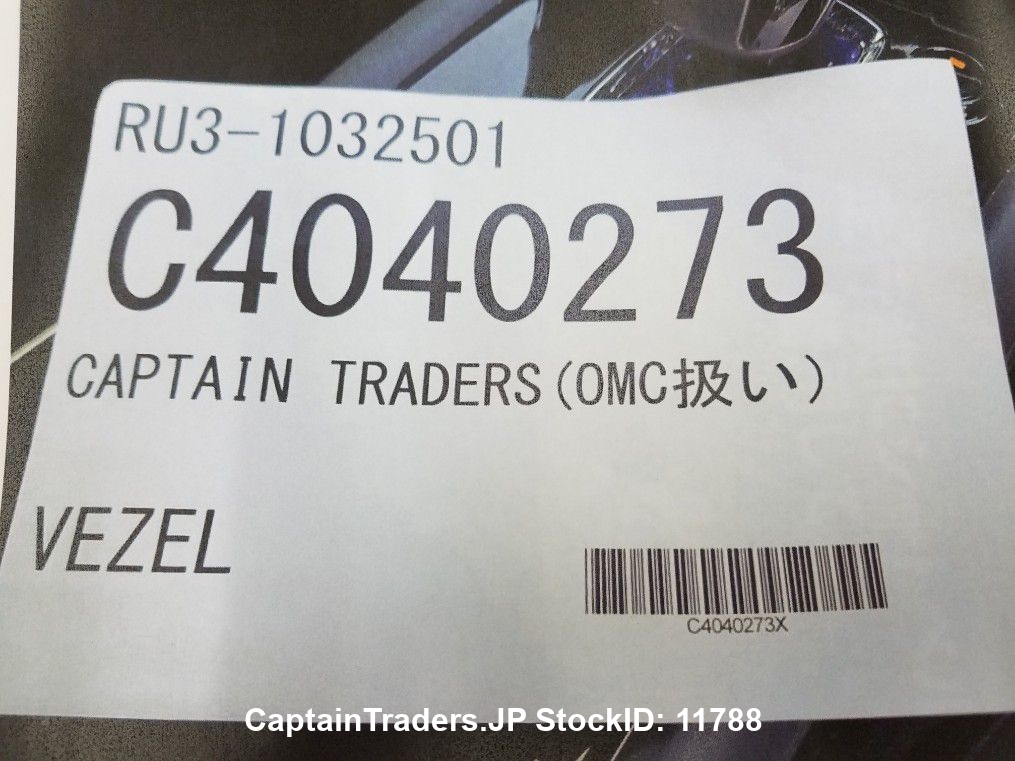 RU3-1032501
C4040273
CAPTAIN TRADERS(OMC扱い)
VEZEL
C4040273X
CaptainTraders.JP StockID: 11788